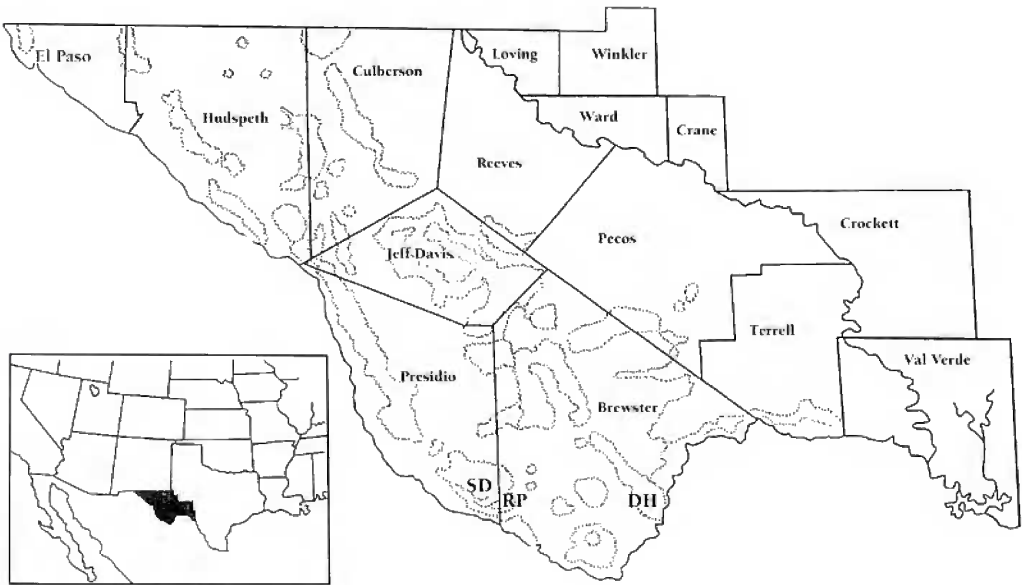 El Paso
Hudspeth
Culberson
Loving
Winkler
Ward
Crane
Reeves
Jeff Davis
Pecos
Crockett
Terrell
Val Verde
Presidio
Brewster
SD
RP
DH